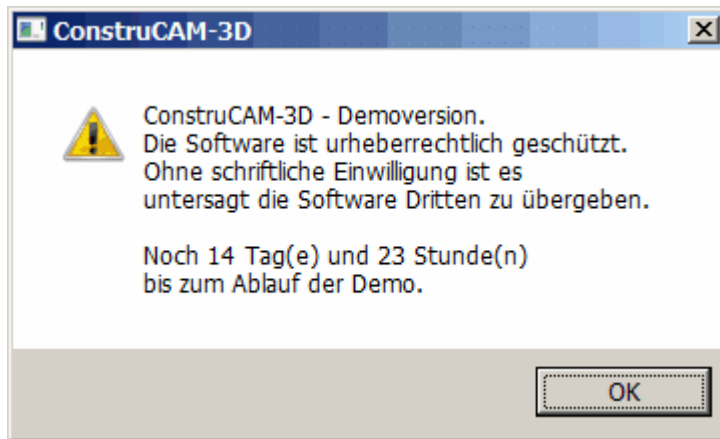 ConstruCAM-3D
ConstruCAM-3D - Demoversion.
Die Software ist urheberrechtlich geschützt.
Ohne schriftliche Einwilligung ist es
untersagt die Software Dritten zu übergeben.
Noch 14 Tag(e) und 23 Stunde(n)
bis zum Ablauf der Demo.
OK